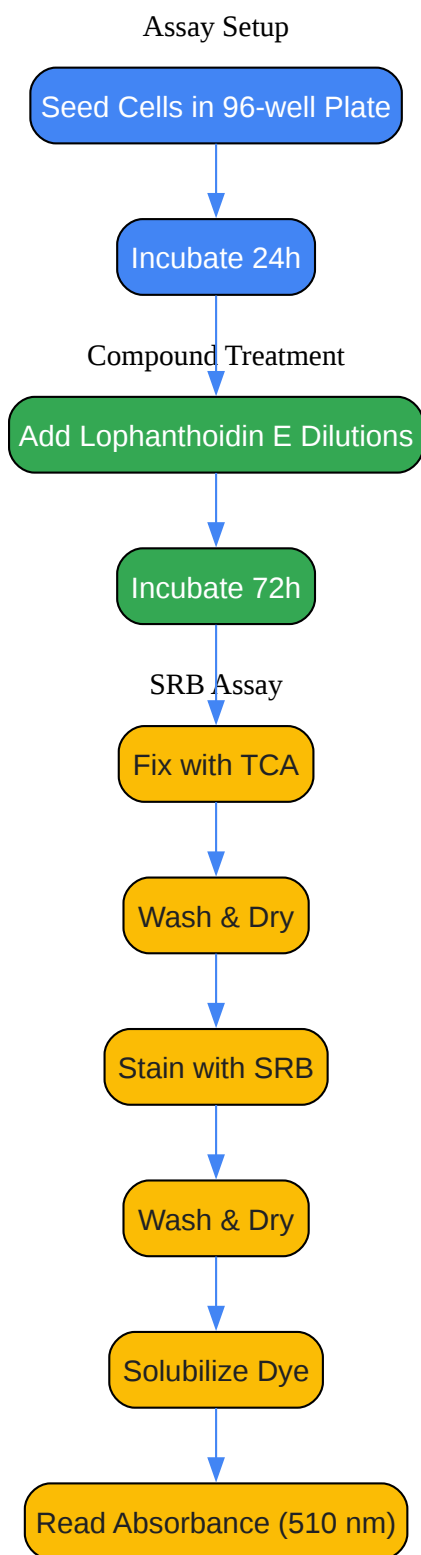 Assay Setup
Seed Cells in 96-well Plate
Incubate 24h
Compound Treatment
Add Lophanthoidin E Dilutions
Incubate 72h
SRB Assay
Fix with TCA
Wash & Dry
Stain with SRB
Wash & Dry
Solubilize Dye
Read Absorbance (510 nm)